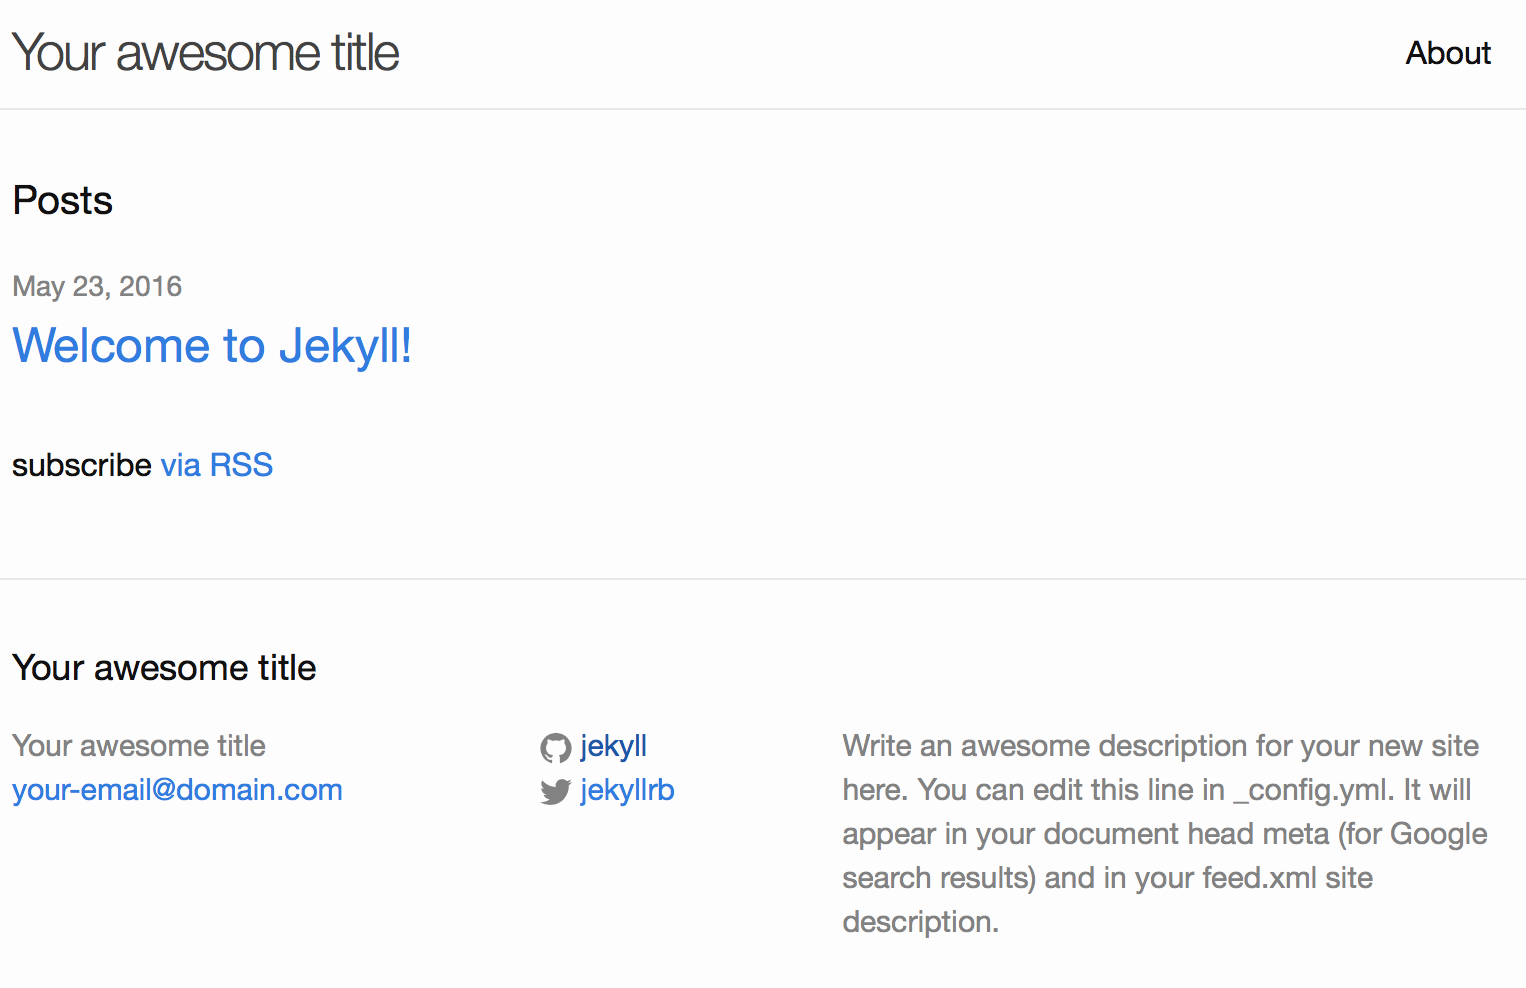 Your awesome title
About
Posts
May 23, 2016
Welcome to Jekyll!
subscribe via RSS
Your awesome title
Your awesome title
your-email@domain.com
jekyll
jekyllrb
Write an awesome description for your new site
here. You can edit this line in _config.yml. It will
appear in your document head meta (for Google
search results) and in your feed.xml site
description.